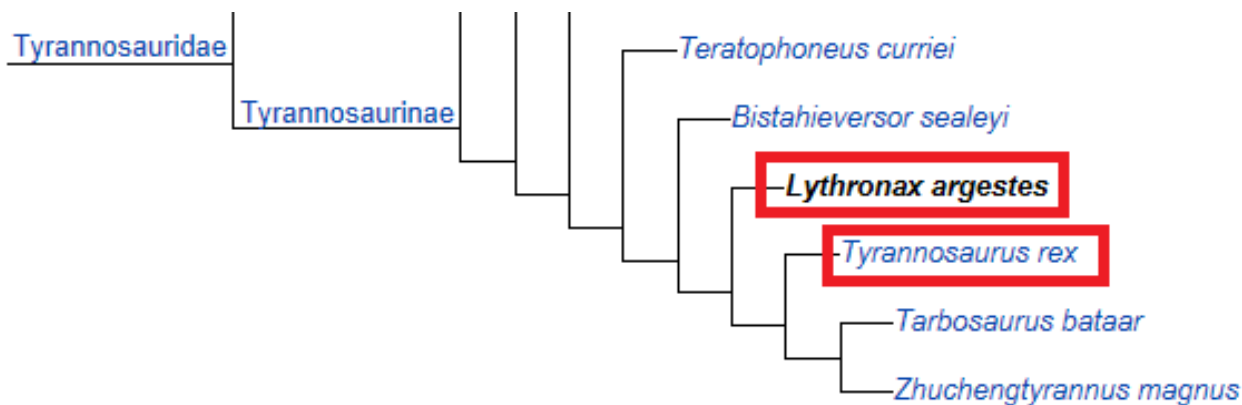 Tyrannosauridae
Teratophoneus curriei
Tyrannosaurinae
Bistahieversor sealeyi
Lythronax argestes
Tyrannosaurus rex
Tarbosaurus bataar
Zhuchengtyrannus magnus